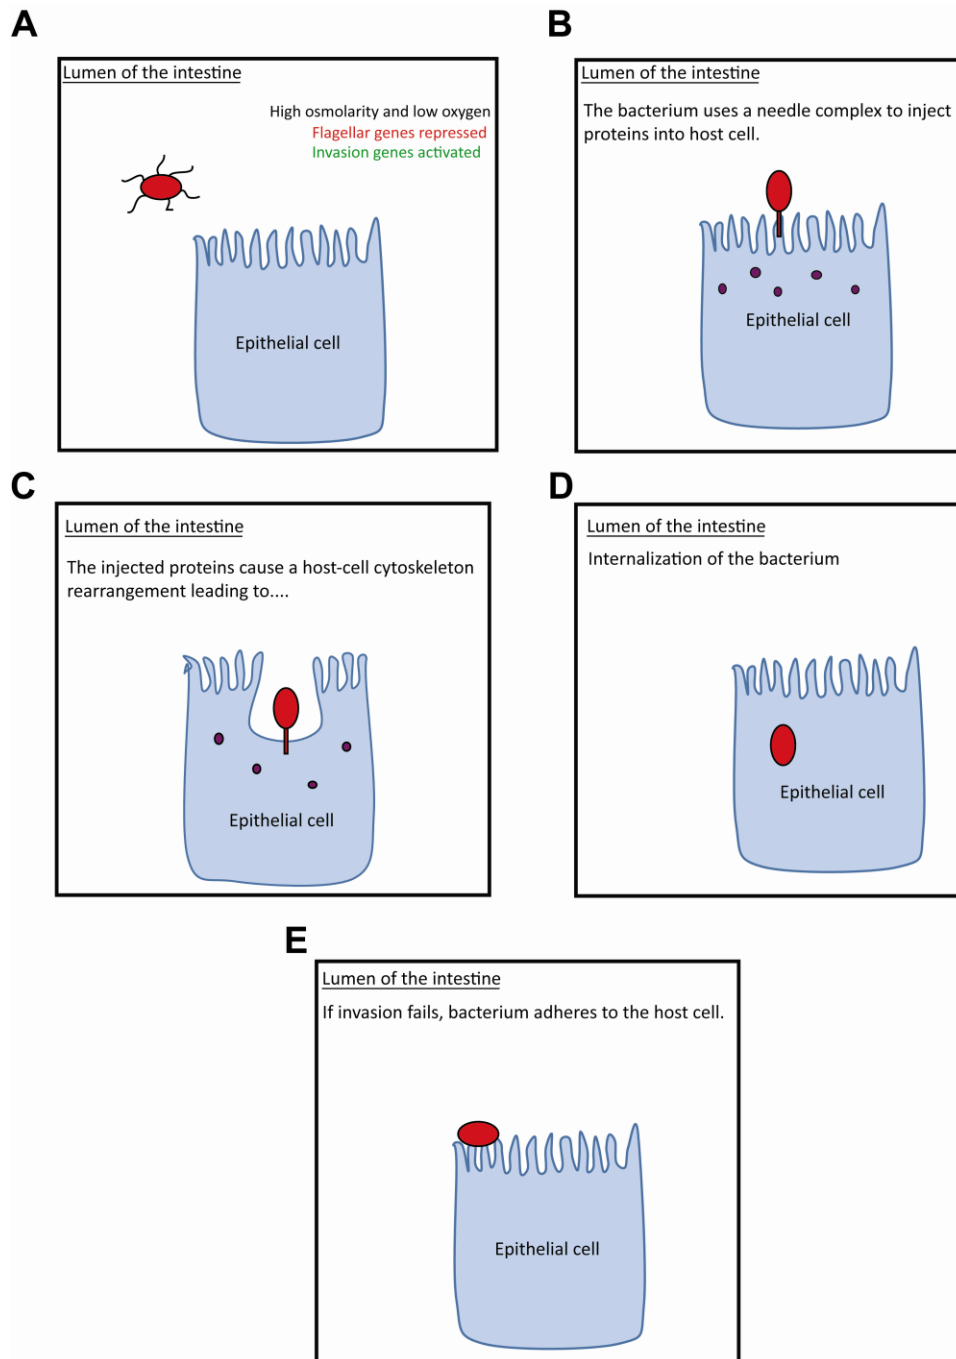 A
Lumen of the intestine
High osmolarity and low oxygen
Flagellar genes repressed
Invasion genes activated
Epithelial cell
B
Lumen of the intestine
The bacterium uses a needle complex to inject
proteins into host cell.
Epithelial cell
C
Lumen of the intestine
The injected proteins cause a host-cell cytoskeleton
rearrangement leading to....
Epithelial cell
D
Lumen of the intestine
Internalization of the bacterium
Epithelial cell
E
Lumen of the intestine
If invasion fails, bacterium adheres to the host cell.
Epithelial cell